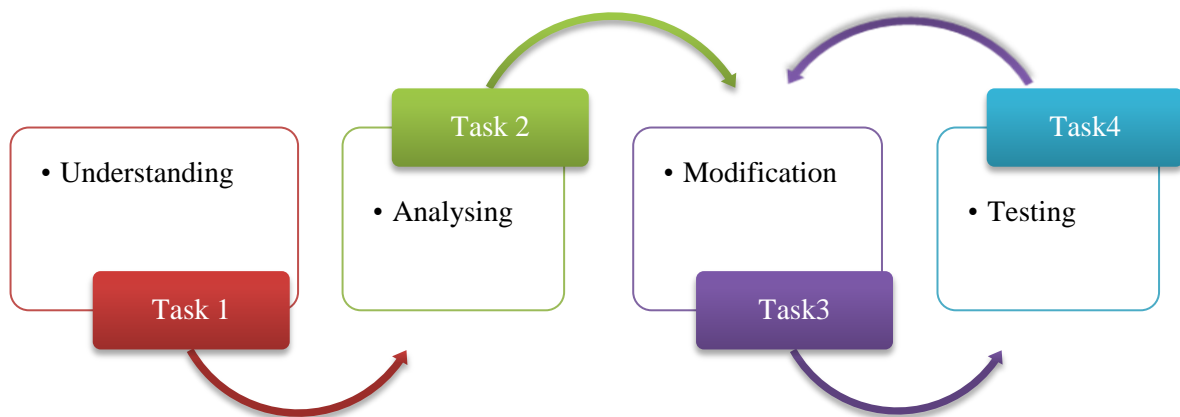 • Understanding
Task 1
Task 2
• Analysing
• Modification
Task3
Task4
• Testing